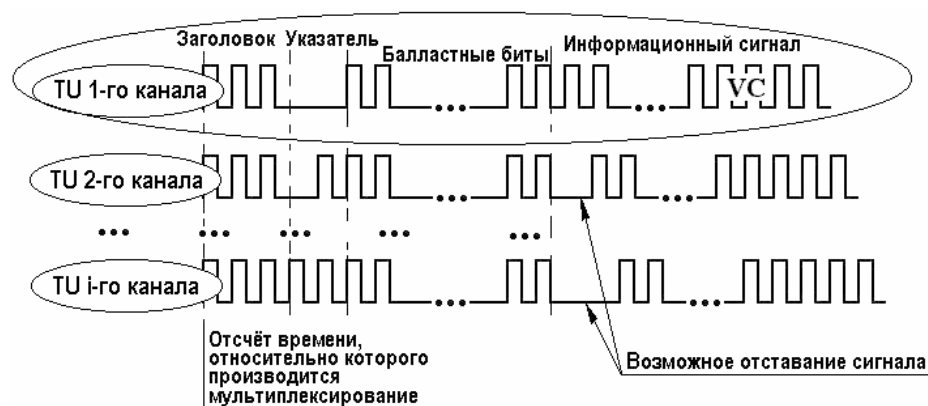 Заголовок Указатель Балластные биты Информационный сигнал
TU 1-го канала ... ... VC
TU 2-го канала ... ...
... ... ... ... ...
TU i-го канала ... ...
Отсчёт времени,
относительно которого
производится
мультиплексирование
Возможное отставание сигнала